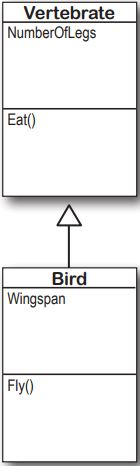 Vertebrate
NumberOfLegs
Eat()
Bird
Wingspan
Fly()